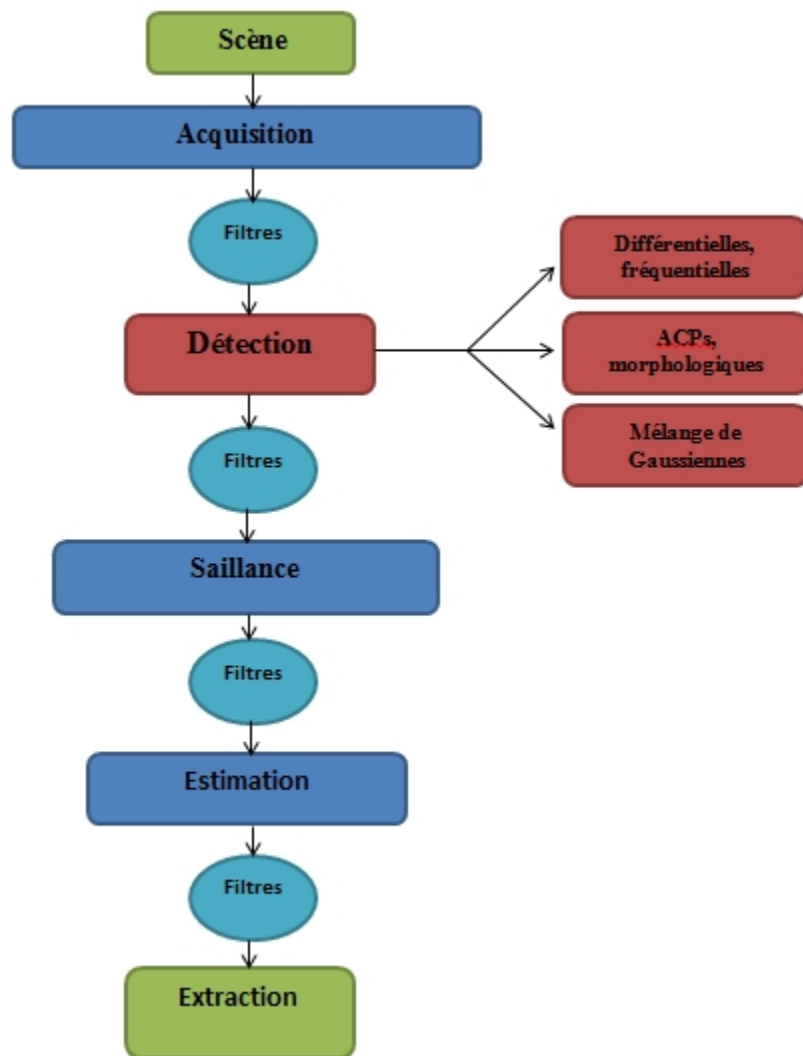 Scène
Acquisition
Filtres
Détection
Différentielles,
fréquentielles
ACPs,
morphologiques
Mélange de
Gaussiennes
Filtres
Saillance
Filtres
Estimation
Filtres
Extraction